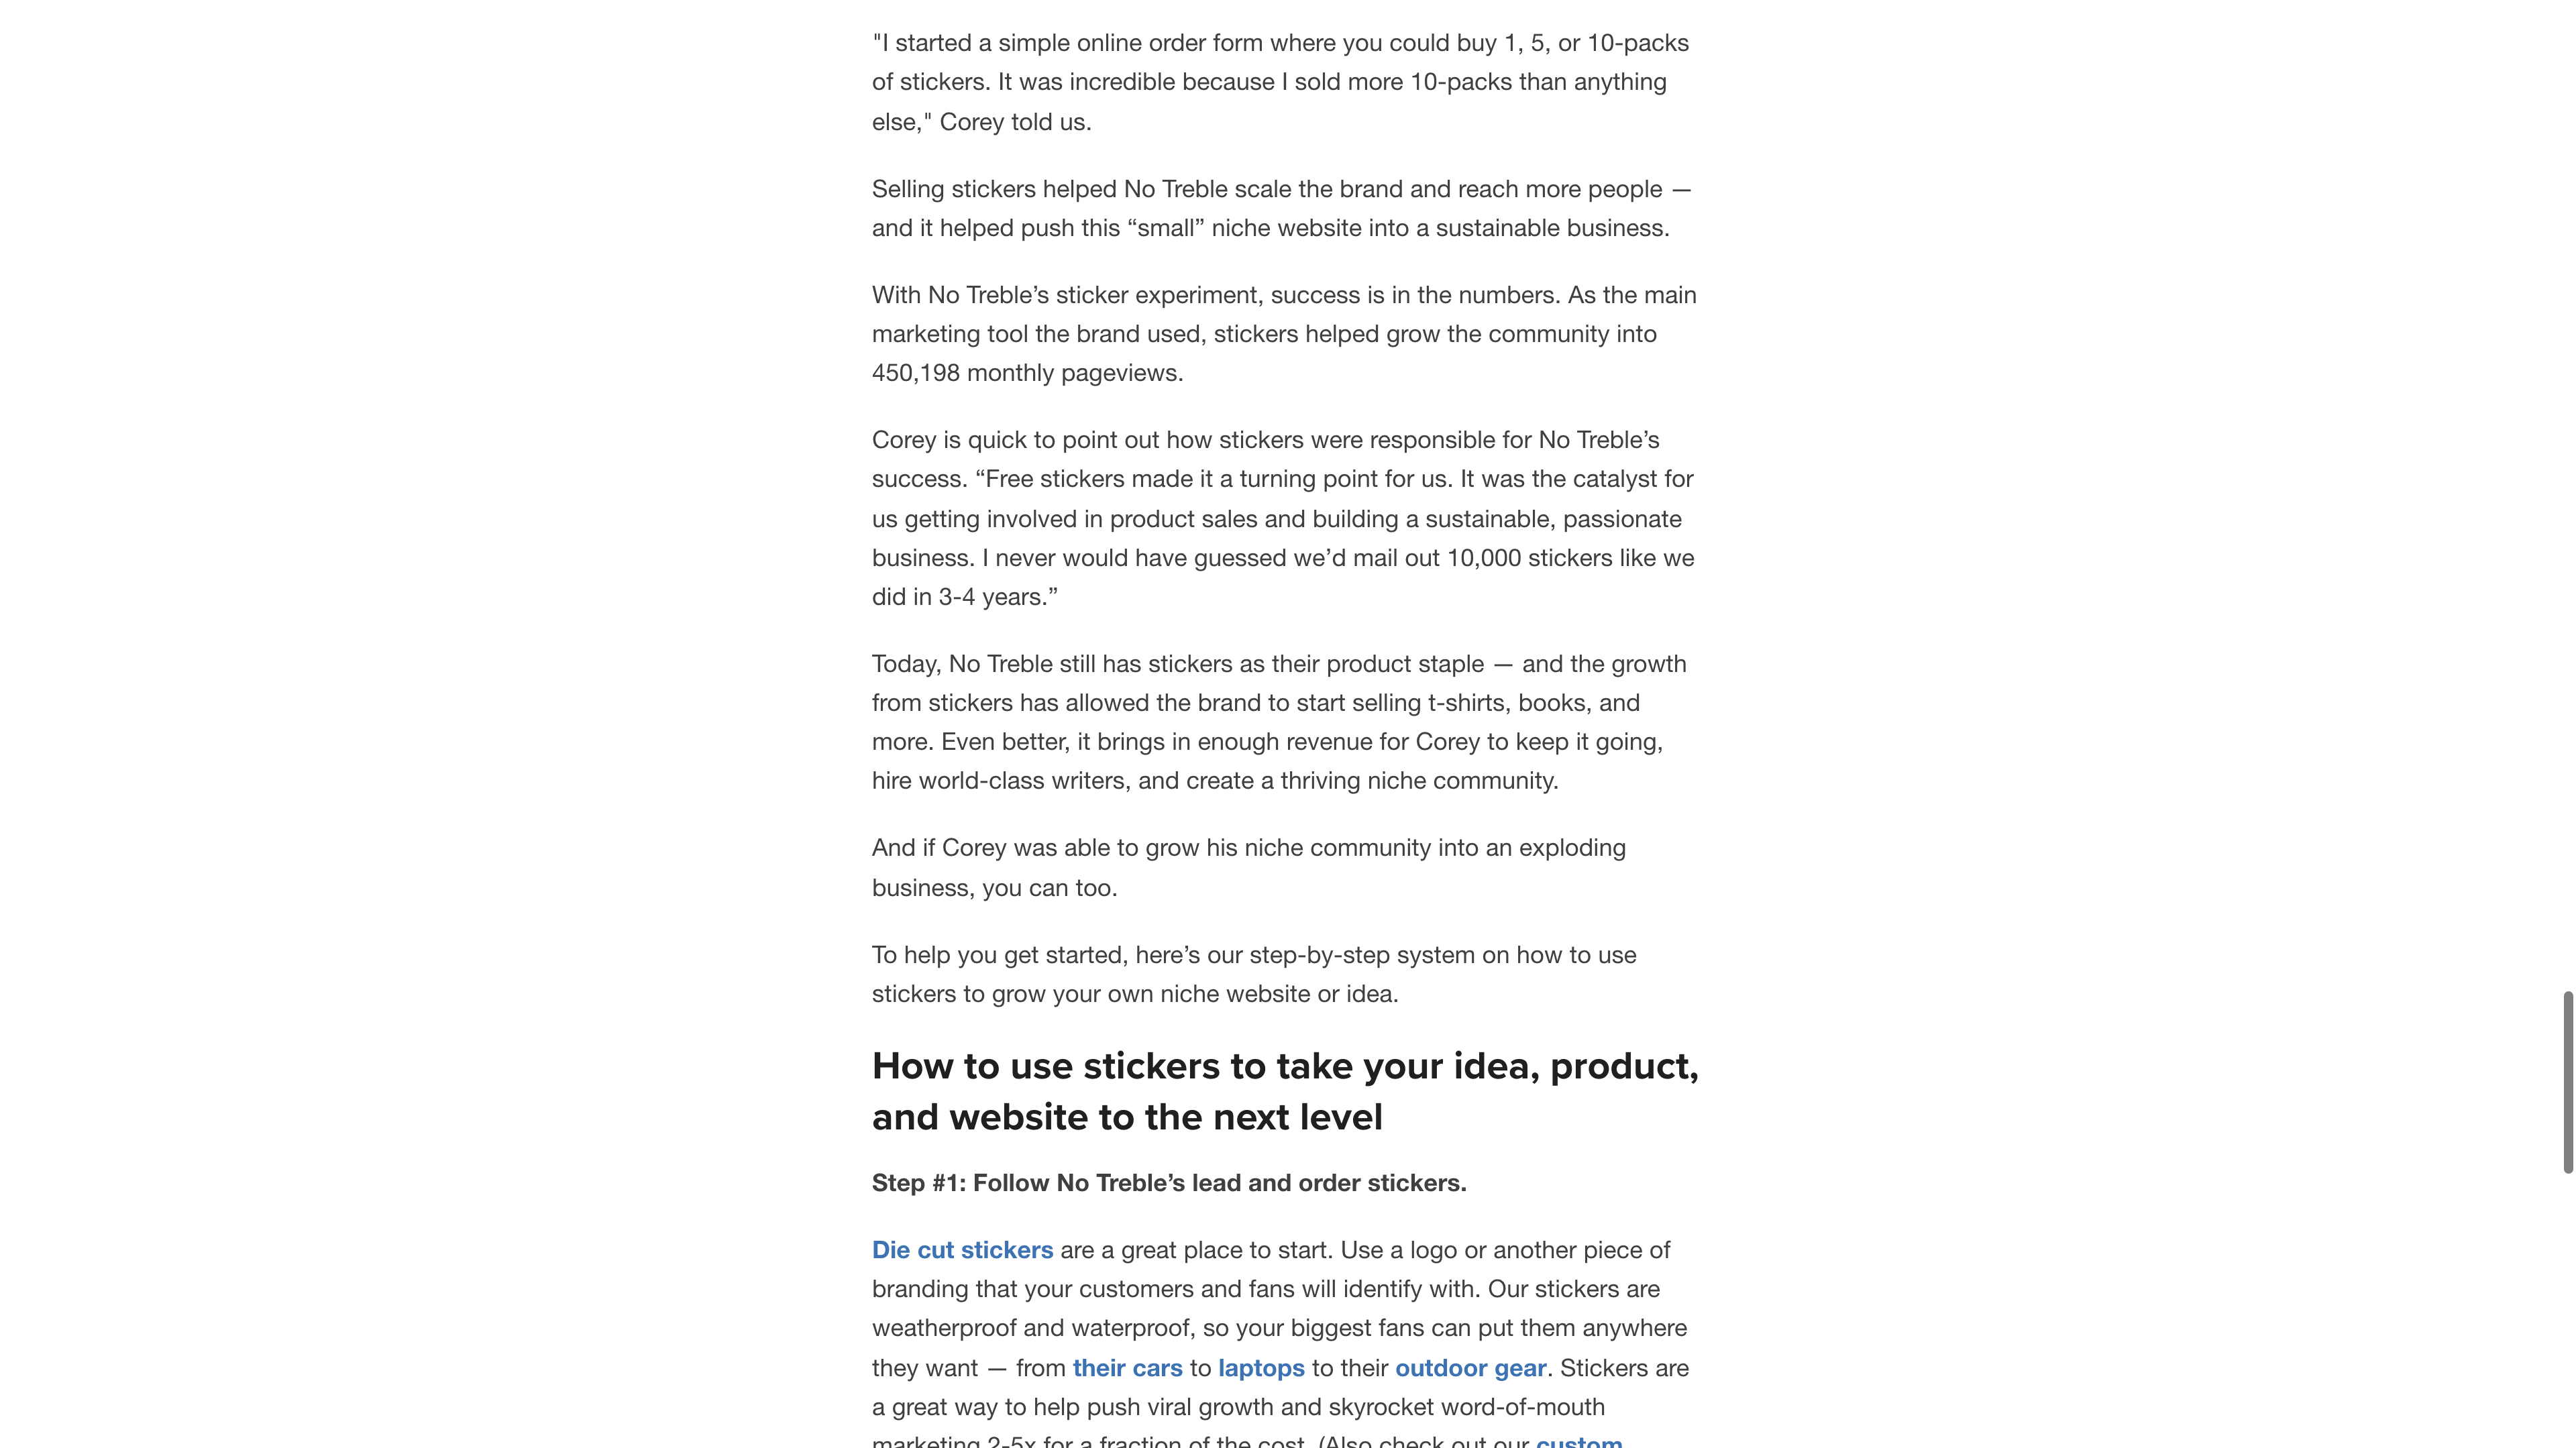 "I started a simple online order form where you could buy 1, 5, or 10-packs
of stickers. It was incredible because I sold more 10-packs than anything
else," Corey told us.
Selling stickers helped No Treble scale the brand and reach more people —
and it helped push this “small” niche website into a sustainable business.
With No Treble’s sticker experiment, success is in the numbers. As the main
marketing tool the brand used, stickers helped grow the community into
450,198 monthly pageviews.
Corey is quick to point out how stickers were responsible for No Treble’s
success. “Free stickers made it a turning point for us. It was the catalyst for
us getting involved in product sales and building a sustainable, passionate
business. I never would have guessed we’d mail out 10,000 stickers like we
did in 3-4 years.”
Today, No Treble still has stickers as their product staple — and the growth
from stickers has allowed the brand to start selling t-shirts, books, and
more. Even better, it brings in enough revenue for Corey to keep it going,
hire world-class writers, and create a thriving niche community.
And if Corey was able to grow his niche community into an exploding
business, you can too.
To help you get started, here’s our step-by-step system on how to use
stickers to grow your own niche website or idea.
How to use stickers to take your idea, product,
and website to the next level
Step #1: Follow No Treble’s lead and order stickers.
Die cut stickers are a great place to start. Use a logo or another piece of
branding that your customers and fans will identify with. Our stickers are
weatherproof and waterproof, so your biggest fans can put them anywhere
they want — from their cars to laptops to their outdoor gear. Stickers are
a great way to help push viral growth and skyrocket word-of-mouth
marketing 2-5x for a fraction of the cost. (Also check out our custom